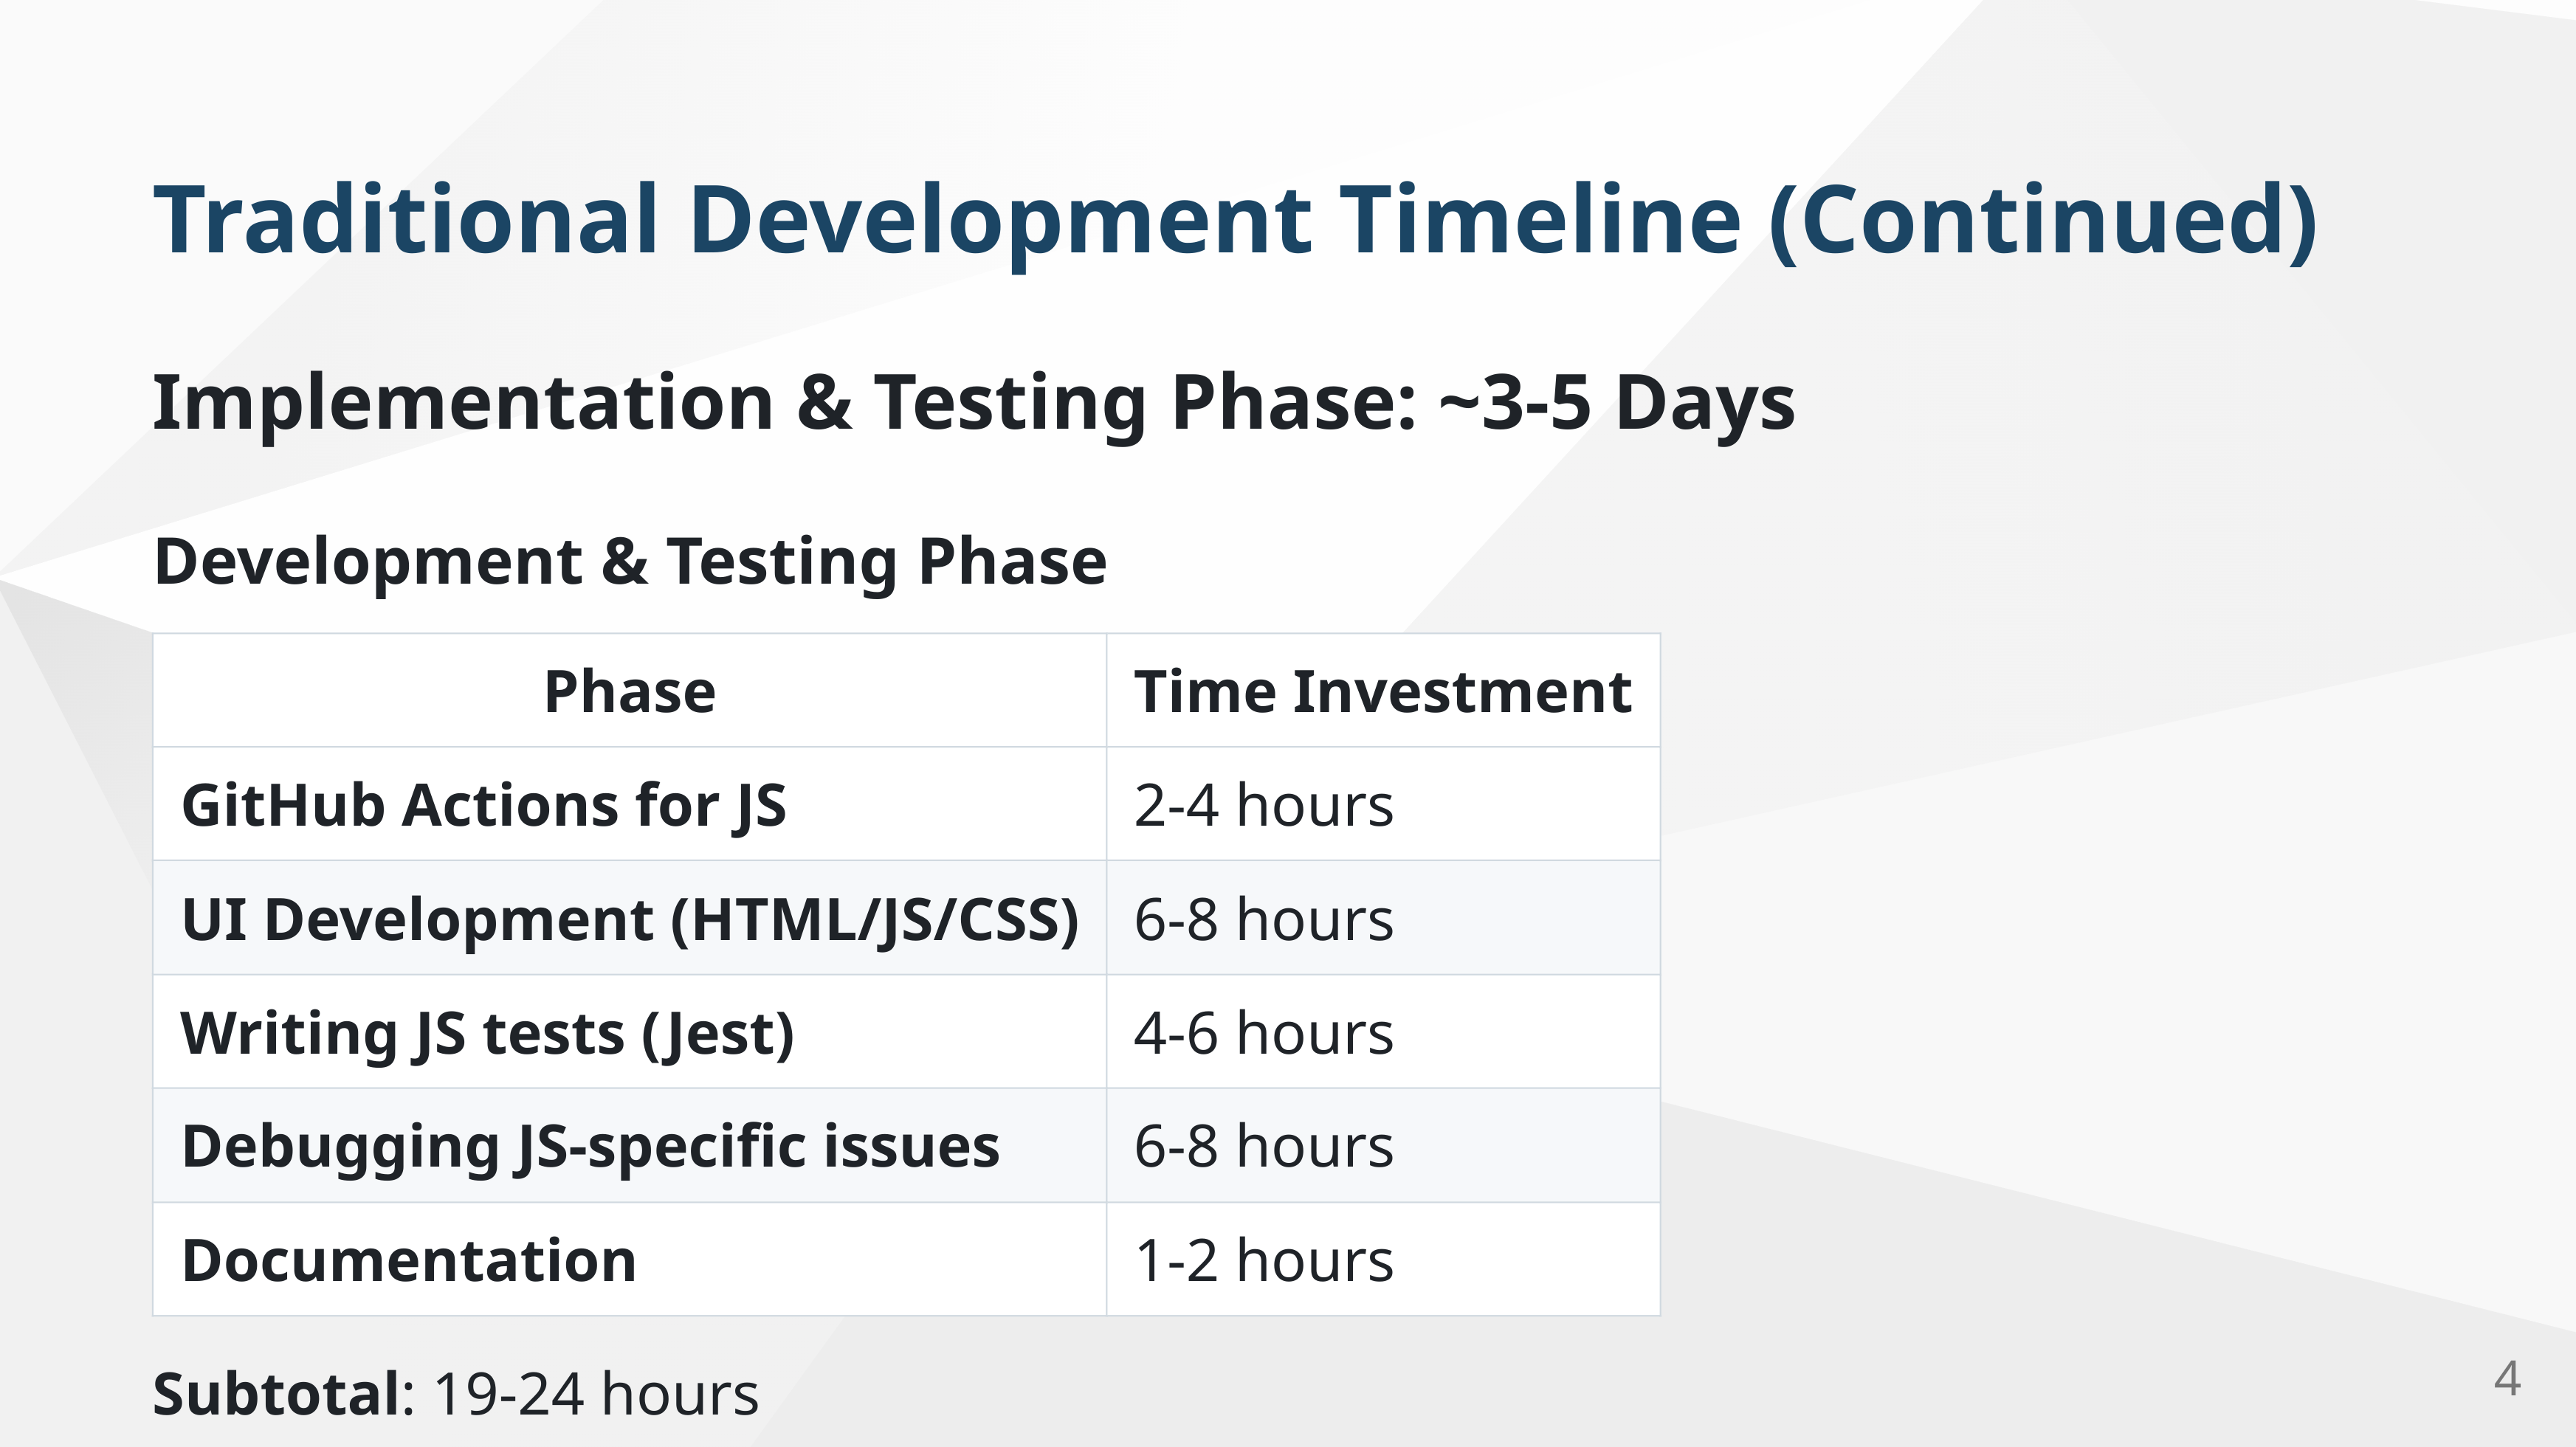 Traditional Development Timeline (Continued)
Implementation & Testing Phase: ~3-5 Days
Development & Testing Phase
Phase Time Investment
GitHub Actions for JS 2-4 hours
UI Development (HTML/JS/CSS) 6-8 hours
Writing JS tests (Jest) 4-6 hours
Debugging JS-specific issues 6-8 hours
Documentation 1-2 hours
Subtotal: 19-24 hours
4